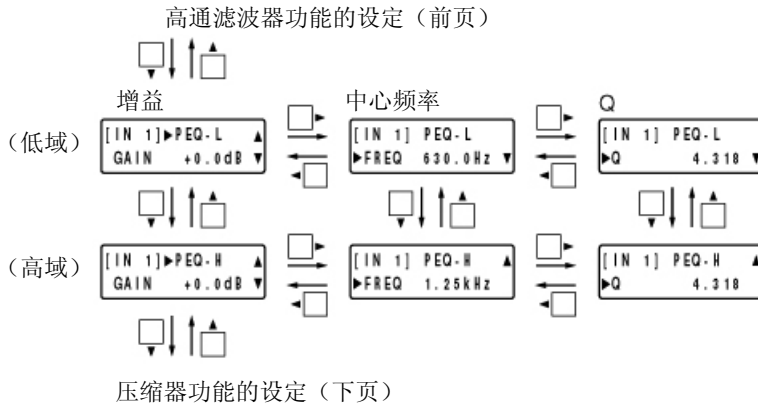 高通滤波器功能的设定（前页）
增益 中心频率 Q
（低域） [IN 1]▶PEQ-L ▲ [IN 1] PEQ-L [IN 1] PEQ-L
GAIN +0.0dB ▼ ▶FREQ 630.0Hz ▼ ▶Q 4.318 ▼
（高域） [IN 1]▶PEQ-H ▲ [IN 1] PEQ-H ▲ [IN 1] PEQ-H ▲
GAIN +0.0dB ▼ ▶FREQ 1.25kHz ▶Q 4.318
压缩器功能的设定（下页）